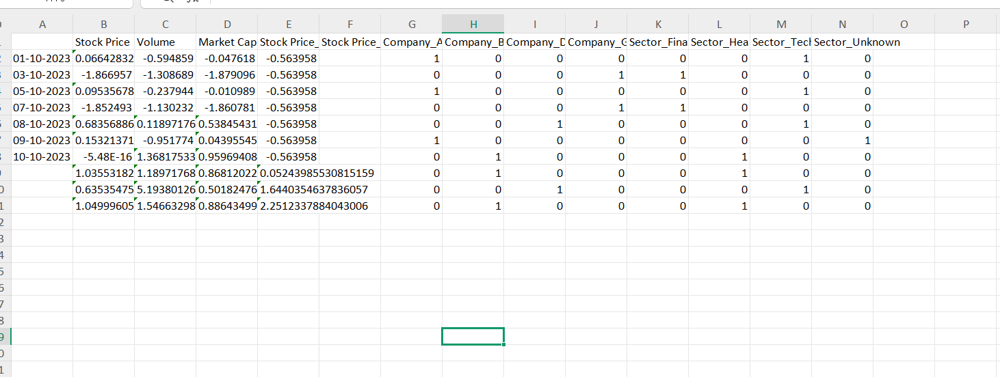 A B C D E F G H I J K L M N O P
Stock Price Volume Market Cap Stock Price_ Stock Price_ Company_A Company_B Company_D Company_G Sector_Fina Sector_Hea Sector_Tech Sector_Unknown
01-10-2023 0.06642832 -0.594859 -0.047618 -0.563958 1 0 0 0 0 0 1 0
03-10-2023 -1.866957 -1.308689 -1.879096 -0.563958 0 0 0 1 1 0 0 0
05-10-2023 0.09535678 -0.237944 -0.010989 -0.563958 1 0 0 0 0 0 1 0
07-10-2023 -1.852493 -1.130232 -1.860781 -0.563958 0 0 0 1 1 0 0 0
08-10-2023 0.68356886 0.11897176 0.53845431 -0.563958 0 0 1 0 0 0 1 0
09-10-2023 0.15321371 -0.951774 0.04395545 -0.563958 1 0 0 0 0 0 0 1
10-10-2023 -5.48E-16 1.36817533 0.95969408 -0.563958 0 1 0 0 0 1 0 0
1.03553182 1.18971768 0.86812022 0.05243985530815159 0 1 0 0 0 1 0 0
0.63535475 5.19380126 0.50182476 1.6440354637836057 0 0 1 0 0 0 1 0
1.04999605 1.54663298 0.88643499 2.2512337884043006 0 1 0 0 0 1 0 0